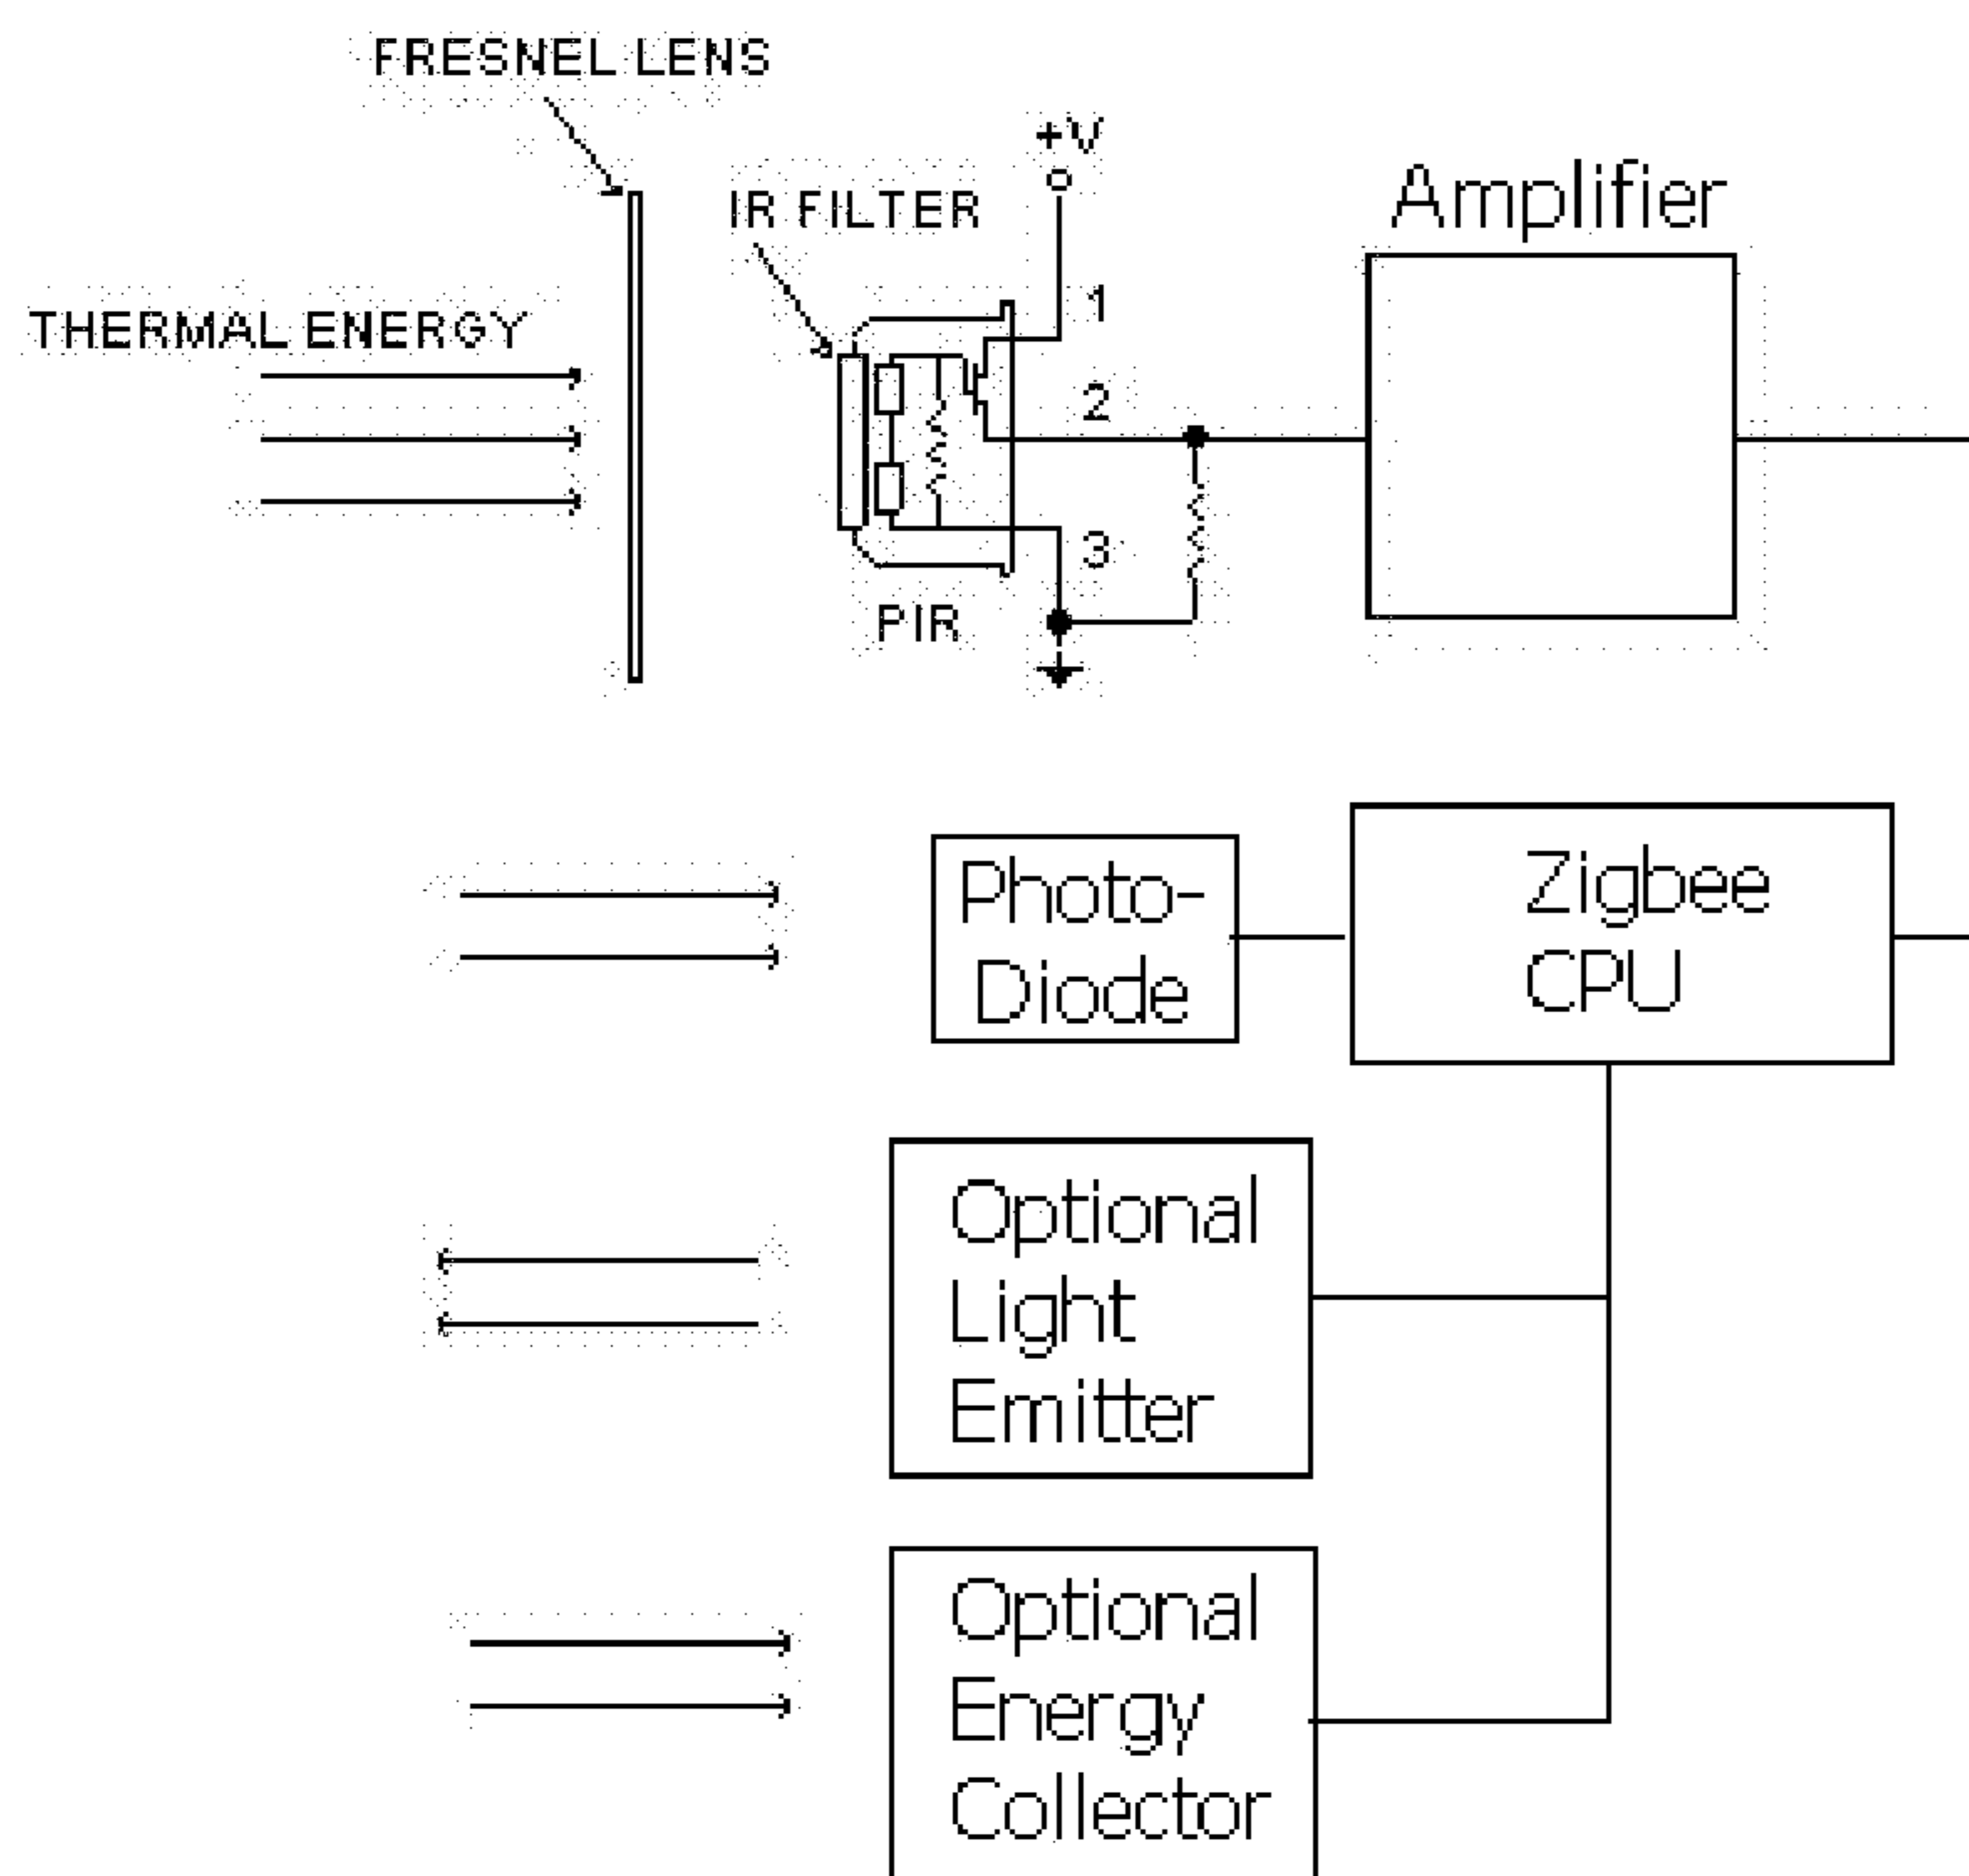 FRESNEL LENS
+V
Amplifier
IR FILTER
THERMAL ENERGY
1
2
3
PIR
Photo-
Diode
Zigbee
CPU
Optional
Light
Emitter
Optional
Energy
Collector